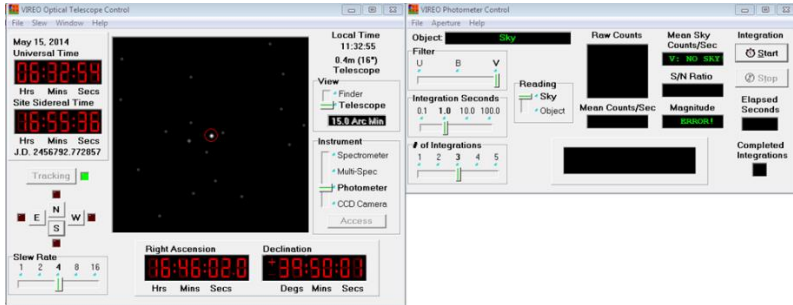 VIREO Optical Telescope Control
File Slew Window Help
May 15, 2014
Universal Time
06:32:54
Hrs Mins Secs
Site Sidereal Time
16:55:36
Hrs Mins Secs
J.D. 2456792.772857
Tracking
N
E W
S
Slew Rate
1 2 4 8 16
Local Time
11:32:55
0.4m (16")
Telescope
View
Finder
Telescope
15.0 Arc Min
Instrument
Spectrometer
Multi-Spec
Photometer
CCD Camera
Access
Right Ascension
16:46:02.0
Hrs Mins Secs
Declination
+39:50:01
Degs Mins Secs
VIREO Photometer Control
File Aperture Help
Object: Sky
Filter
U B V
Integration Seconds
0.1 1.0 10.0 100.0
# of Integrations
1 2 3 4 5
Reading
Sky
Object
Raw Counts
Mean Counts/Sec
Mean Sky
Counts/Sec
V: NO SKY
S/N Ratio
Magnitude
ERROR!
Integration
Start
Stop
Elapsed
Seconds
Completed
Integrations